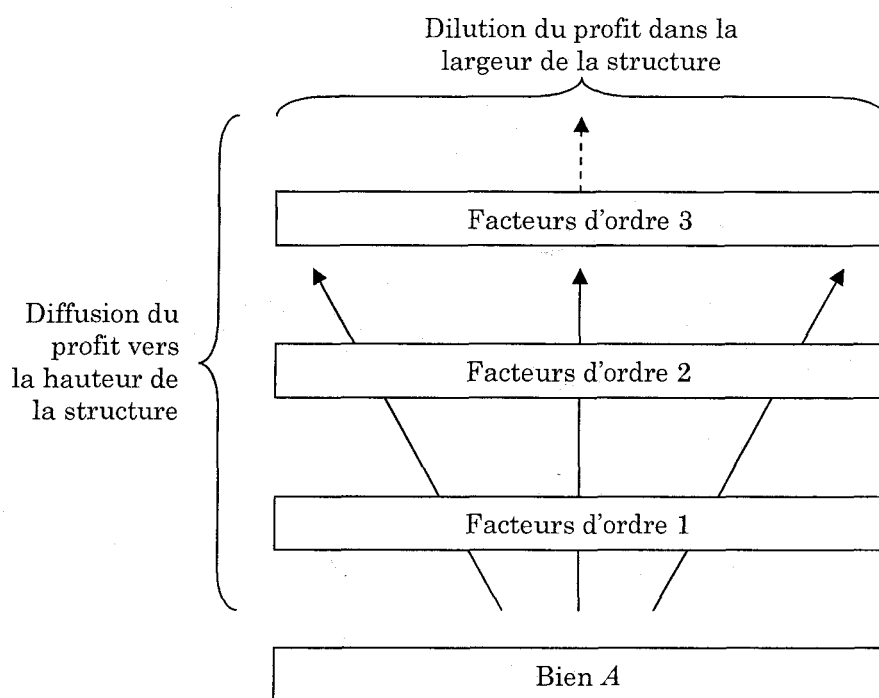 Dilution du profit dans la
largeur de la structure
Facteurs d'ordre 3
Diffusion du
profit vers
la hauteur de
la structure
Facteurs d'ordre 2
Facteurs d'ordre 1
Bien A